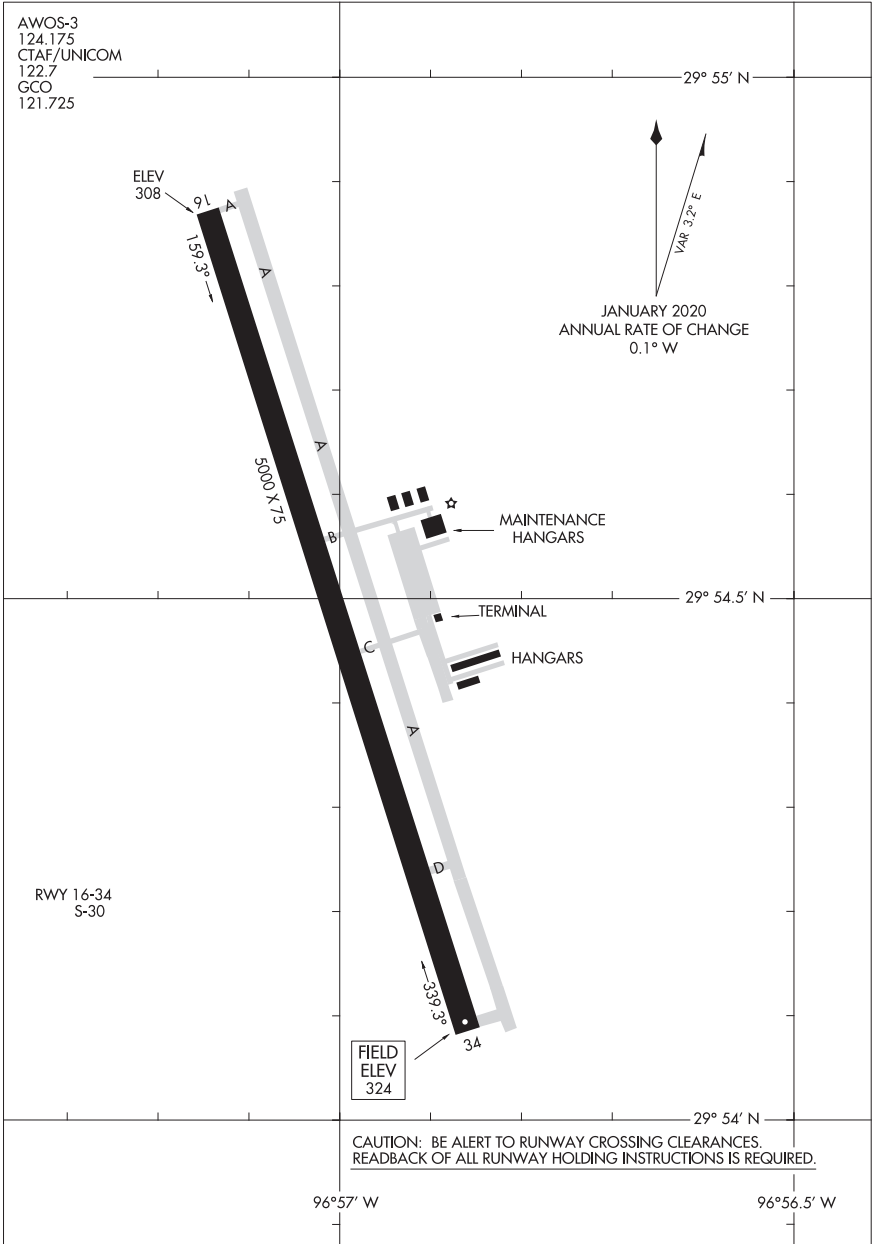 AWOS-3
124.175
CTAF/UNICOM
122.7
GCO
121.725
29° 55' N
ELEV
308
16
A
159.3°
A
VAR 3.2° E
JANUARY 2020
ANNUAL RATE OF CHANGE
0.1° W
A
5000 X 75
B
MAINTENANCE
HANGARS
29° 54.5' N
TERMINAL
C
HANGARS
A
D
RWY 16-34
S-30
339.3°
34
FIELD
ELEV
324
29° 54' N
CAUTION: BE ALERT TO RUNWAY CROSSING CLEARANCES.
READBACK OF ALL RUNWAY HOLDING INSTRUCTIONS IS REQUIRED.
96°57' W
96°56.5' W